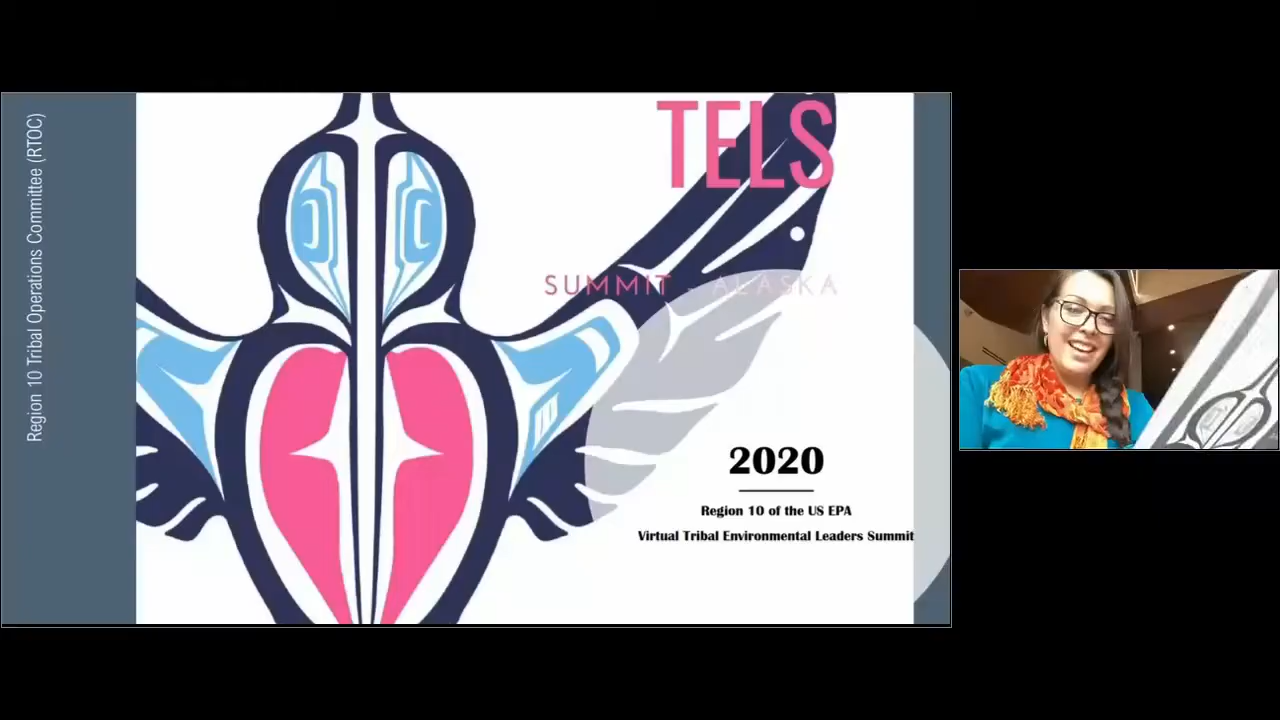 Region 10 Tribal Operations Committee (RTOC)
TELS
SUMMIT - ALASKA
2020
Region 10 of the US EPA
Virtual Tribal Environmental Leaders Summit